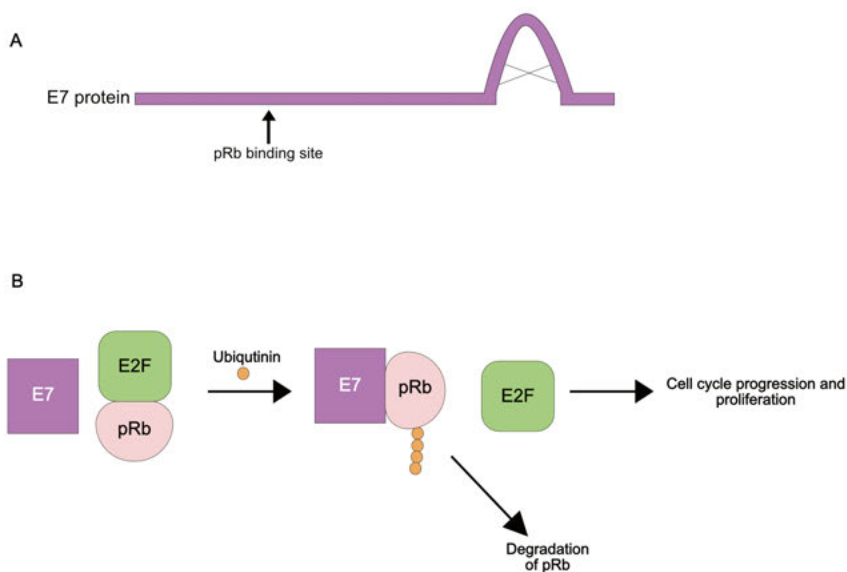 A
E7 protein
pRb binding site
B
E7
E2F
pRb
Ubiqutinin
E7
pRb
E2F
Cell cycle progression and
proliferation
Degradation
of pRb